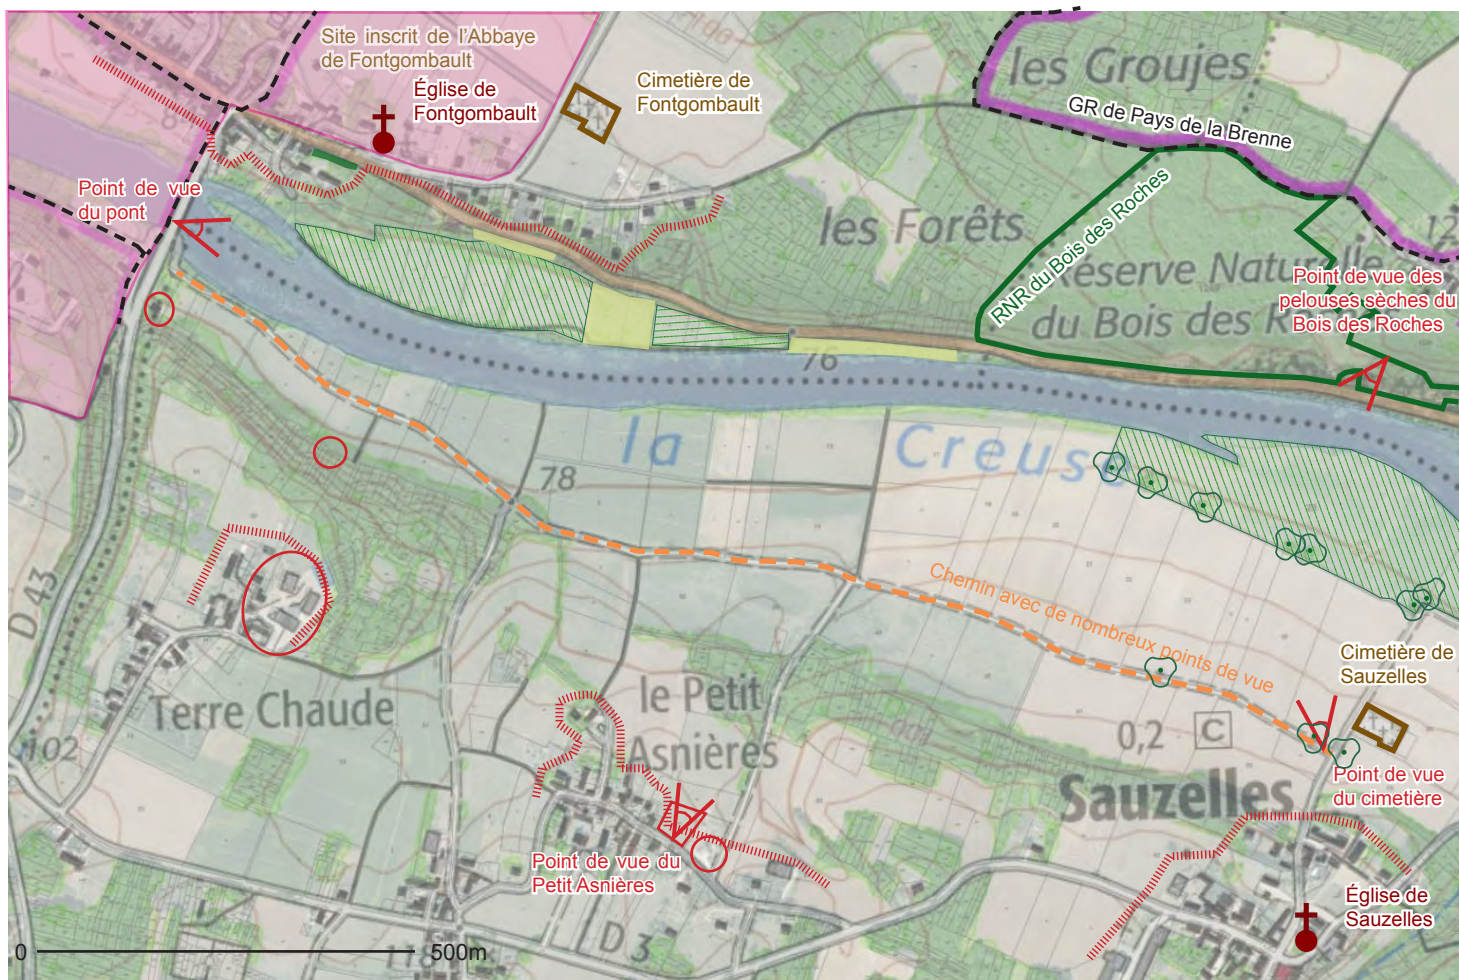 Site inscrit de l'Abbaye
de Fontgombault
Église de
Fontgombault
Cimetière de
Fontgombault
les Groujes
GR de Pays de la Brenne
Point de vue
du pont
les Forêts
RNR du Bois des Roches
Réserve Naturelle
du Bois des R
12
Point de vue des
pelouses sèches du
Bois des Roches
76
la Creuse
78
D 43
Chemin avec de nombreux points de vue
Cimetière de
Sauzelles
Terre Chaude
le Petit
Asnières
102
0,2 C
Sauzelles
Point de vue
du cimetière
Point de vue du
Petit Asnières
Église de
Sauzelles
D 3
0 500m